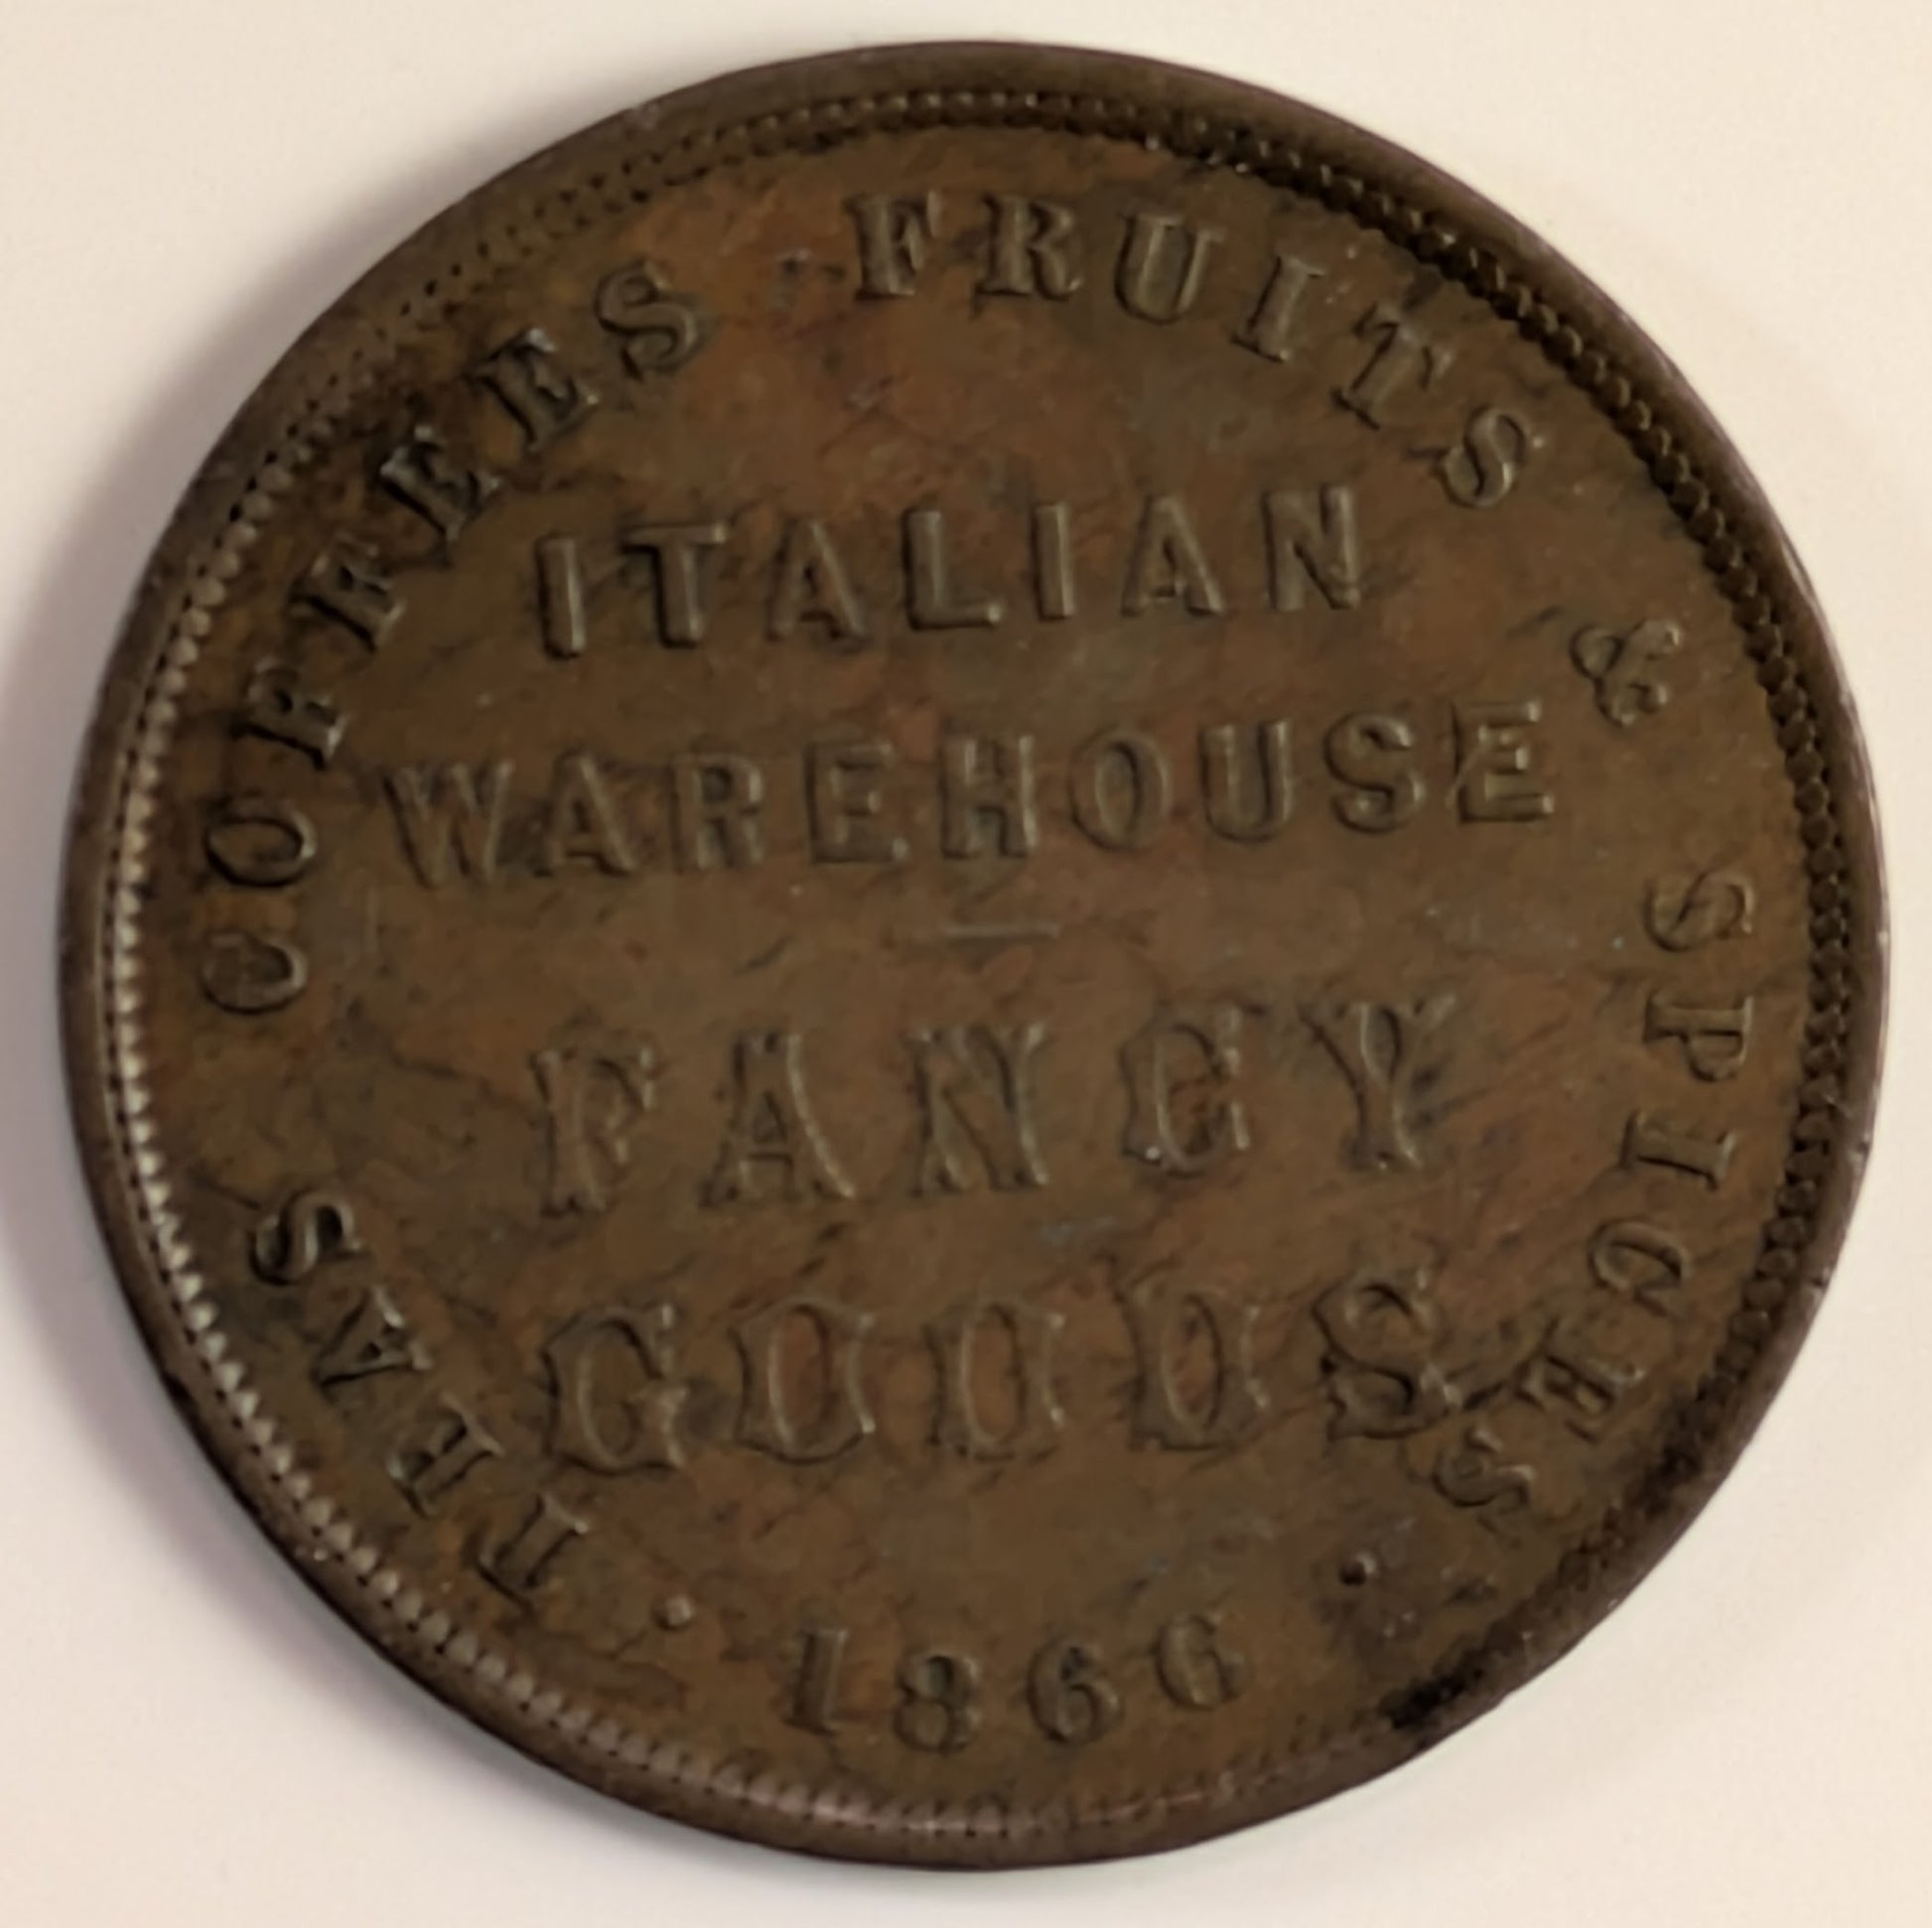 TEAS COFFEES FRUITS & SPICES
ITALIAN
WAREHOUSE
FANCY
GOODS
1866